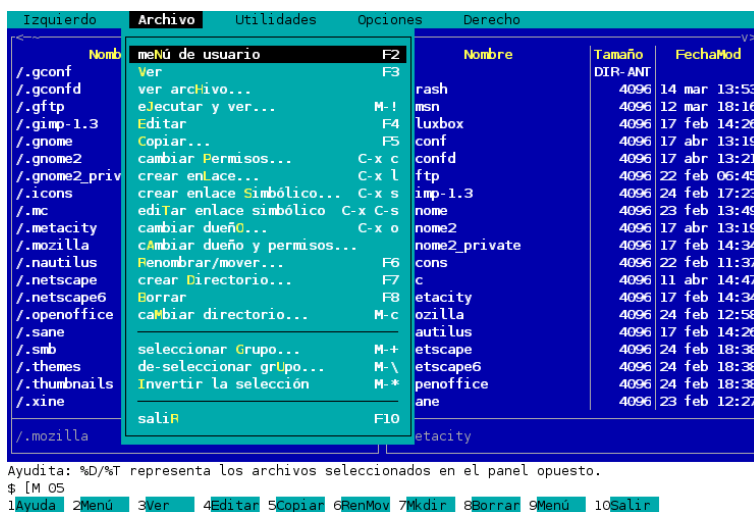 Izquierdo Archivo Utilidades Opciones Derecho
<-~ v>
Nomb meNú de usuario F2 Nombre Tamaño FechaMod
/.gconf Ver F3 DIR-ANT
/.gconfd ver arcHivo... rash 4096 14 mar 13:53
/.gftp eJecutar y ver... M-! msn 4096 12 mar 18:16
/.gimp-1.3 Editar F4 luxbox 4096 17 feb 14:26
/.gnome Copiar... F5 conf 4096 17 abr 13:19
/.gnome2 cambiar Permisos... C-x c confd 4096 17 abr 13:21
/.gnome2_priv crear enLace... C-x l ftp 4096 22 feb 06:45
/.icons crear enlace Simbólico... C-x s imp-1.3 4096 24 feb 17:23
/.mc ediTar enlace simbólico C-x C-s nome 4096 23 feb 13:49
/.metacity cambiar dueñO... C-x o nome2 4096 17 abr 13:19
/.mozilla cAmbiar dueño y permisos... nome2_private 4096 17 feb 14:34
/.nautilus Renombrar/mover... F6 cons 4096 22 feb 11:37
/.netscape crear Directorio... F7 c 4096 11 abr 14:47
/.netscape6 Borrar F8 etacity 4096 17 feb 14:34
/.openoffice caMbiar directorio... M-c ozilla 4096 24 feb 12:58
/.sane autilus 4096 17 feb 14:26
/.smb seleccionar Grupo... M-+ etscape 4096 24 feb 18:38
/.themes de-seleccionar grUpo... M-\ etscape6 4096 24 feb 18:38
/.thumbnails Invertir la selección M-* penoffice 4096 24 feb 18:38
/.xine ane 4096 23 feb 12:27
saliR F10
/.mozilla etacity
Ayudita: %D/%T representa los archivos seleccionados en el panel opuesto.
$ [M 05
1Ayuda 2Menú 3Ver 4Editar 5Copiar 6RenMov 7Mkdir 8Borrar 9Menú 10Salir